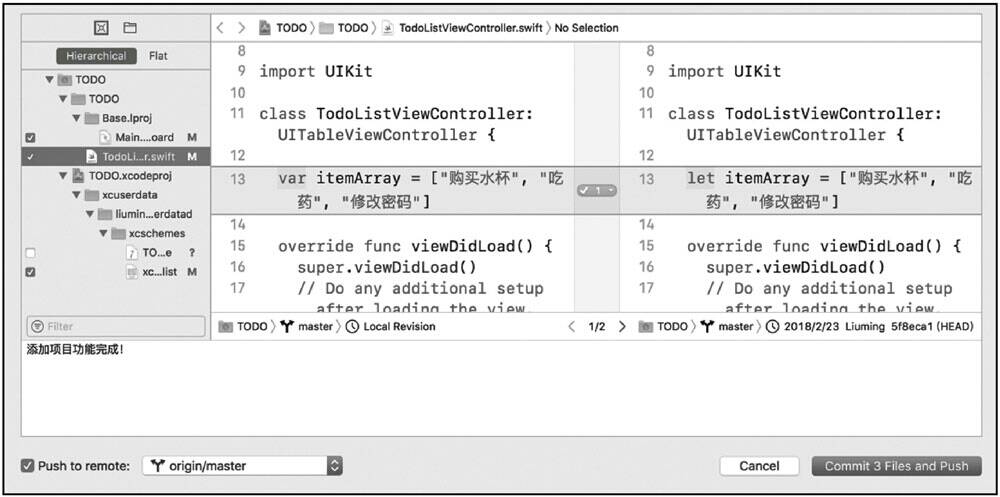 TODO 〉 TODO 〉 TodoListViewController.swift 〉 No Selection
Hierarchical Flat
TODO
TODO
Base.lproj
Main....oard M
TodoLi...r.swift M
TODO.xcodeproj
xcuserdata
liumin...erdatad
xcschemes
TO...e ?
xc...list M
Filter
8
9 import UIKit
10
11 class TodoListViewController:
UITableViewController {
12
13 var itemArray = ["购买水杯", "吃
药", "修改密码"]
14
15 override func viewDidLoad() {
16 super.viewDidLoad()
17 // Do any additional setup
after loading the view,
1
8
9 import UIKit
10
11 class TodoListViewController:
UITableViewController {
12
13 let itemArray = ["购买水杯", "吃
药", "修改密码"]
14
15 override func viewDidLoad() {
16 super.viewDidLoad()
17 // Do any additional setup
after loading the view,
TODO 〉 master 〉 Local Revision
1/2
TODO 〉 master 〉 2018/2/23 Liuming 5f8eca1 (HEAD)
添加项目功能完成!
Push to remote: origin/master
Cancel
Commit 3 Files and Push